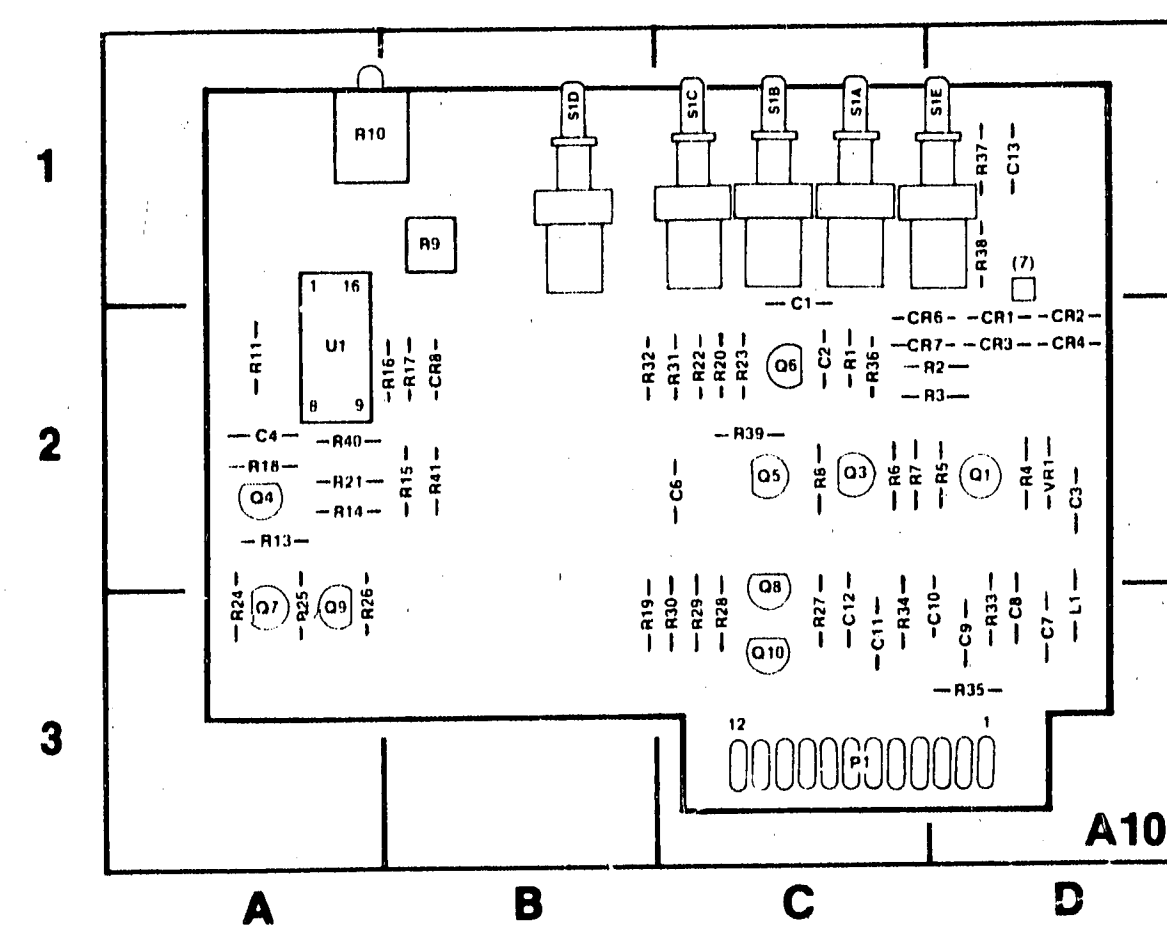 1
R10
S1D
S1C
S1B
S1A
S1E
R37
C13
R9
R38
(7)
1 16
C1
CR6 CR1 CR2
2
R11
U1
R16
R17
CR8
R32
R31
R22
R20
R23
Q6
C2
R1
R36
CR7 CR3 CR4
R2
R3
8 9
C4
R40
R39
R18
R21
R15
R41
C6
Q5
R8
Q3
R6
R7
R5
Q1
R4
VR1
C3
Q4
R14
R13
R24
Q7
R25
Q9
R26
R19
R30
R29
R28
Q8
Q10
R27
C12
C11
R34
C10
C9
R33
C8
C7
L1
R35
3
12 1
P1
A10
A B C D